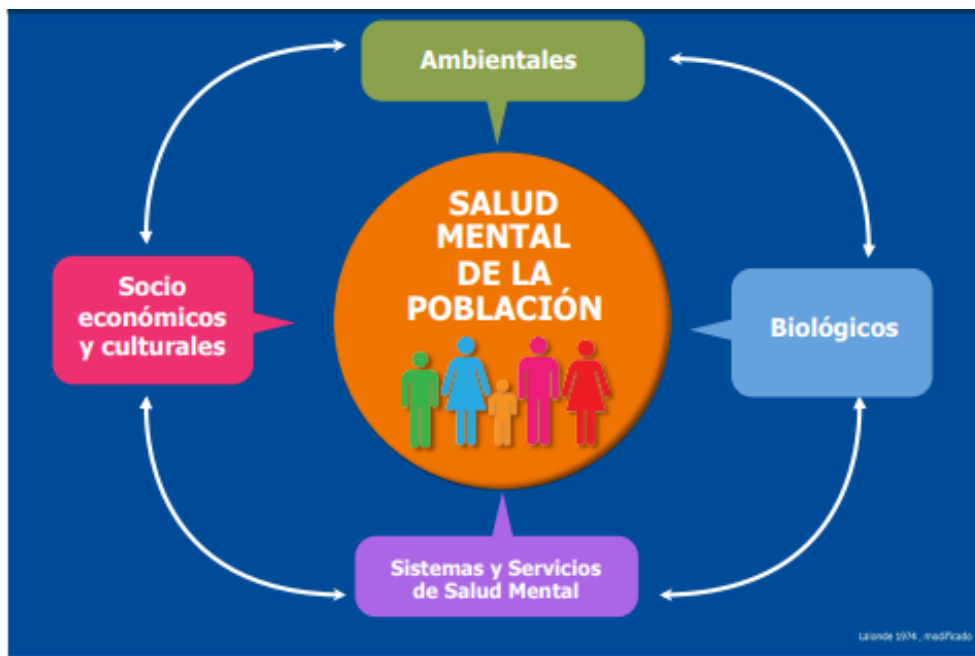 Ambientales
SALUD
MENTAL
DE LA
POBLACIÓN
Socio
económicos
y culturales
Biológicos
Sistemas y Servicios
de Salud Mental
Lalonde 1974 , modificado